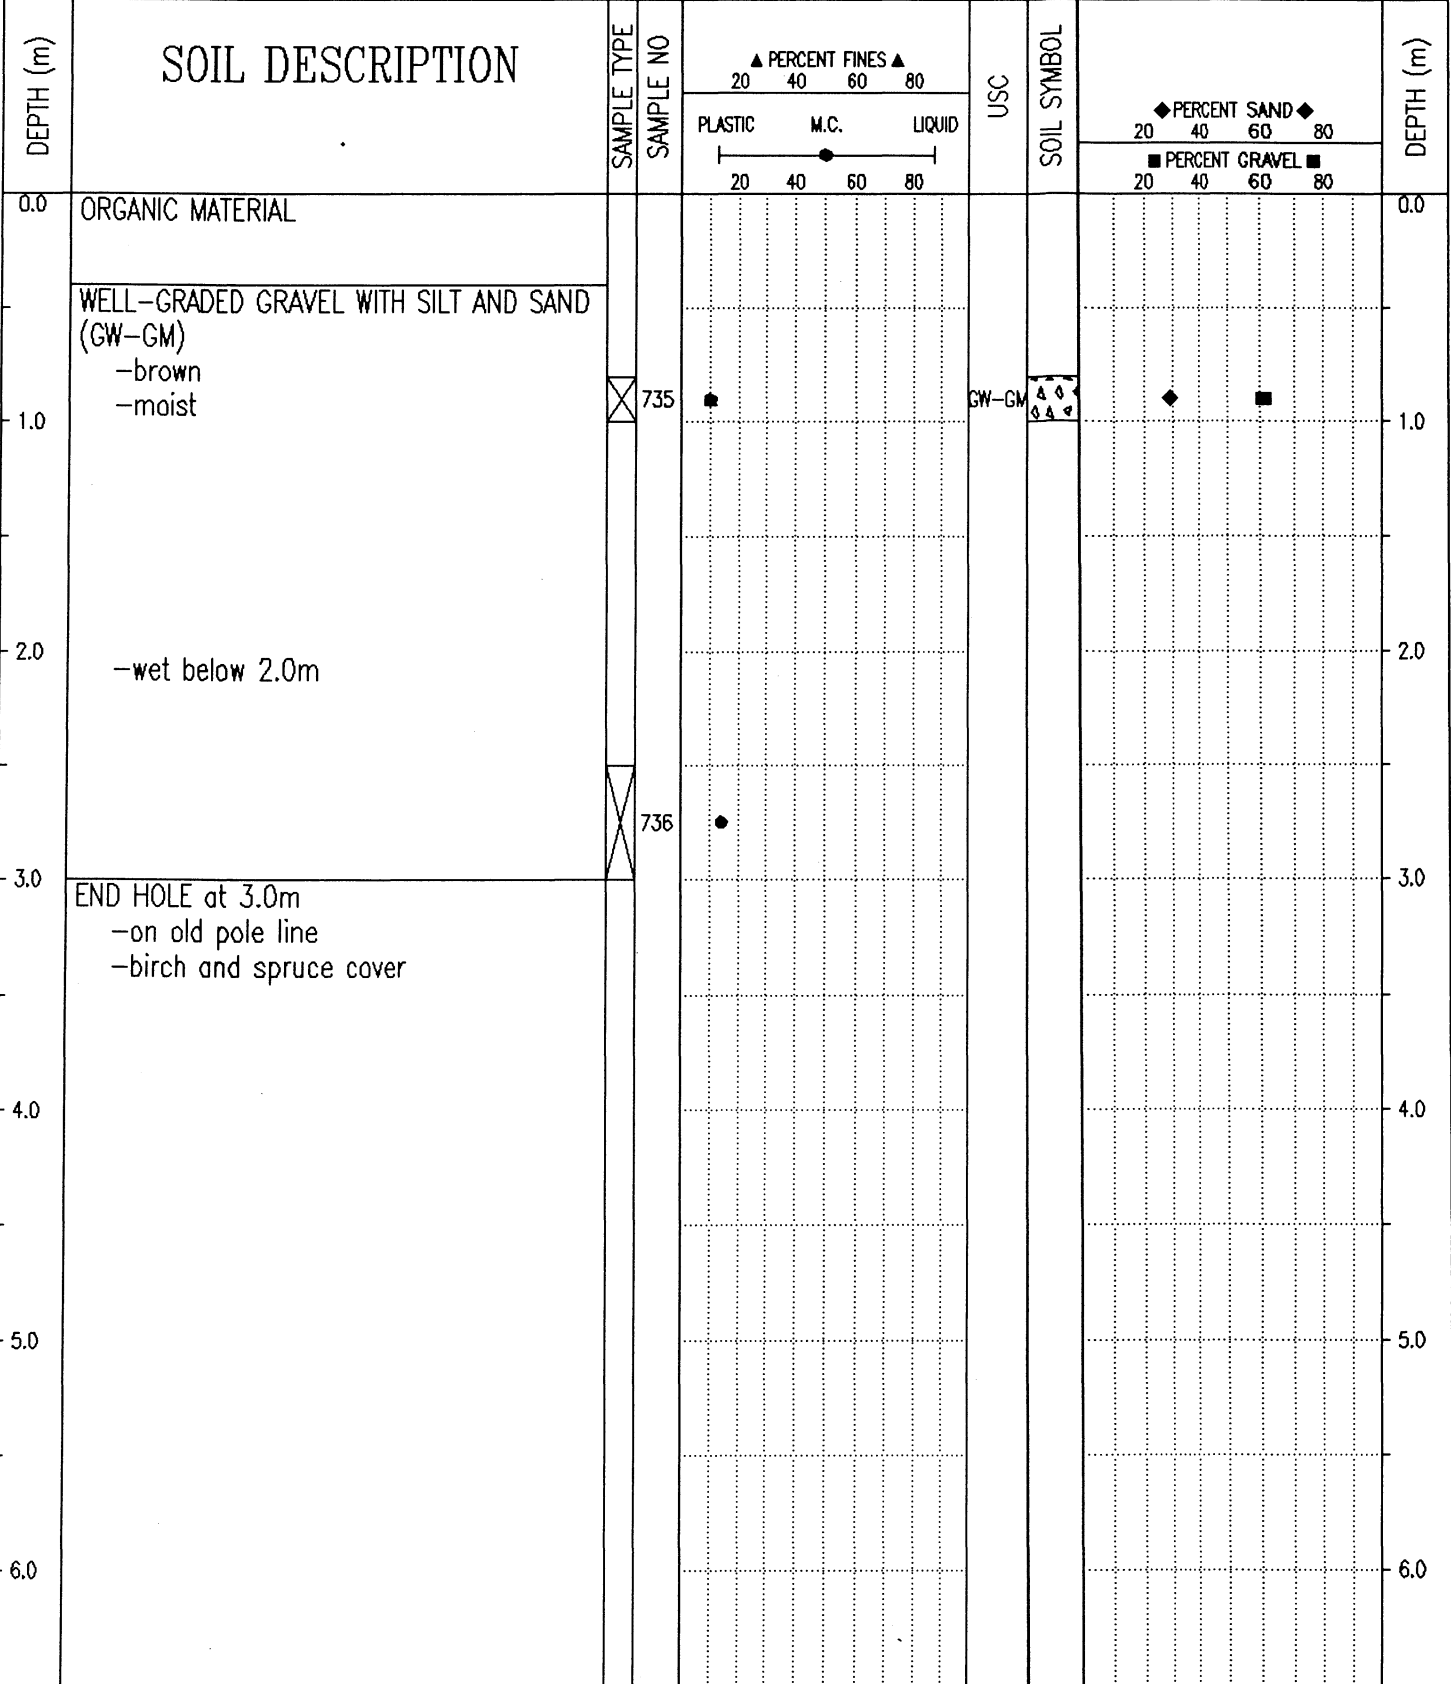 DEPTH (m)
SOIL DESCRIPTION
SAMPLE TYPE
SAMPLE NO
▲ PERCENT FINES ▲
20 40 60 80
PLASTIC M.C. LIQUID
20 40 60 80
USC
SOIL SYMBOL
◆PERCENT SAND◆
20 40 60 80
■PERCENT GRAVEL■
20 40 60 80
DEPTH (m)
0.0 ORGANIC MATERIAL 0.0
WELL-GRADED GRAVEL WITH SILT AND SAND
(GW-GM)
-brown
735 GW-GM
-moist
1.0 1.0
2.0 2.0
-wet below 2.0m
736
3.0 3.0
END HOLE at 3.0m
-on old pole line
-birch and spruce cover
4.0 4.0
5.0 5.0
6.0 6.0